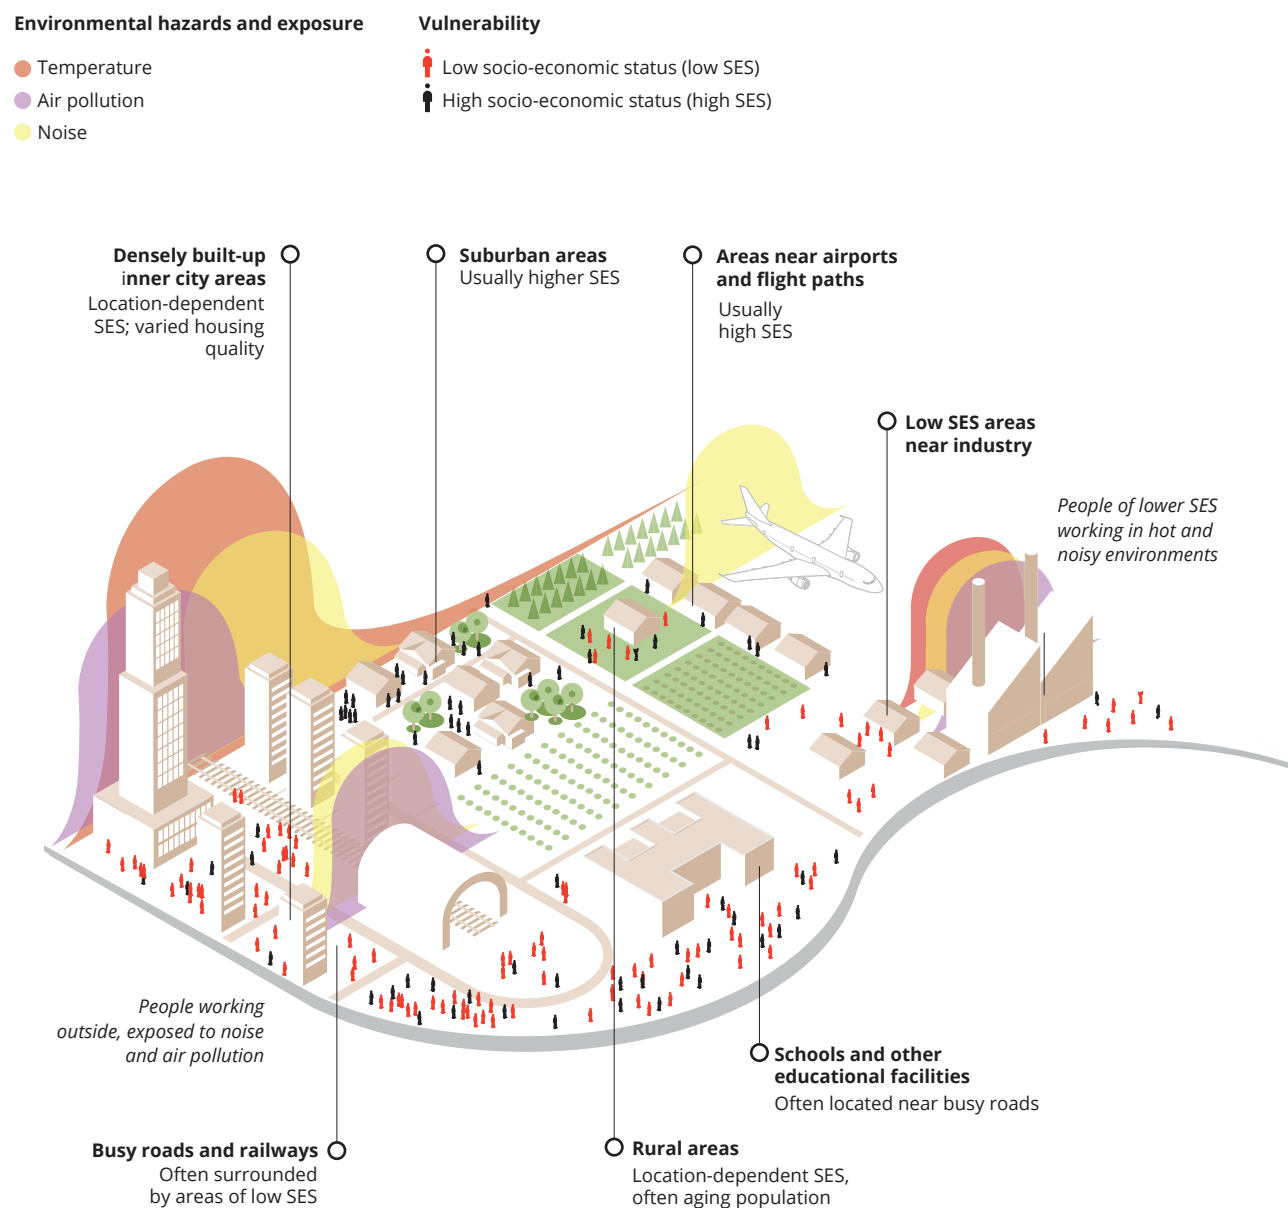 Environmental hazards and exposure
Temperature
Air pollution
Noise
Vulnerability
Low socio-economic status (low SES)
High socio-economic status (high SES)
Densely built-up
inner city areas
Location-dependent
SES; varied housing
quality
Suburban areas
Usually higher SES
Areas near airports
and flight paths
Usually
high SES
Low SES areas
near industry
People of lower SES
working in hot and
noisy environments
People working
outside, exposed to noise
and air pollution
Schools and other
educational facilities
Often located near busy roads
Busy roads and railways
Often surrounded
by areas of low SES
Rural areas
Location-dependent SES,
often aging population